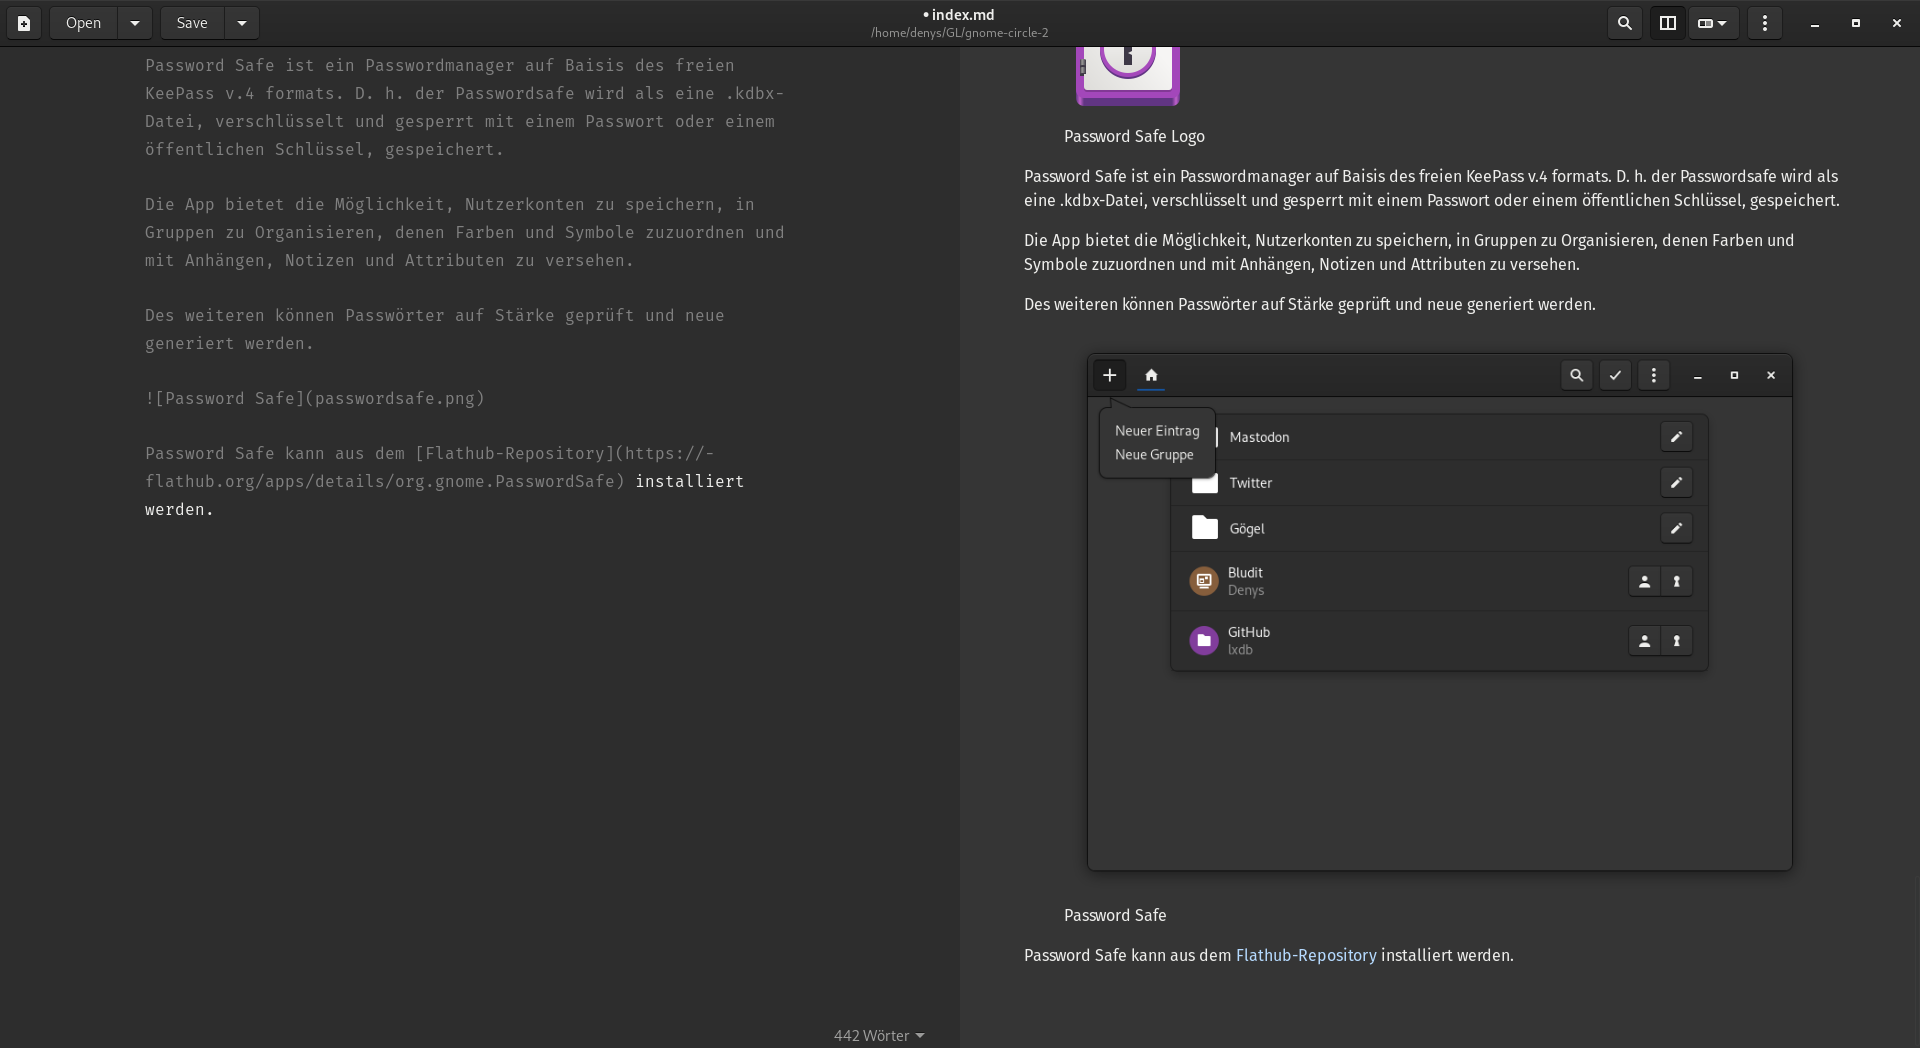 Open
Save
• index.md
/home/denys/GL/gnome-circle-2
Password Safe ist ein Passwordmanager auf Baisis des freien
KeePass v.4 formats. D. h. der Passwordsafe wird als eine .kdbx-
Datei, verschlüsselt und gesperrt mit einem Passwort oder einem
öffentlichen Schlüssel, gespeichert.
Die App bietet die Möglichkeit, Nutzerkonten zu speichern, in
Gruppen zu Organisieren, denen Farben und Symbole zuzuordnen und
mit Anhängen, Notizen und Attributen zu versehen.
Des weiteren können Passwörter auf Stärke geprüft und neue
generiert werden.
![Password Safe](passwordsafe.png)
Password Safe kann aus dem [Flathub-Repository](https://-
flathub.org/apps/details/org.gnome.PasswordSafe) installiert
werden.
442 Wörter
Password Safe Logo
Password Safe ist ein Passwordmanager auf Baisis des freien KeePass v.4 formats. D. h. der Passwordsafe wird als
eine .kdbx-Datei, verschlüsselt und gesperrt mit einem Passwort oder einem öffentlichen Schlüssel, gespeichert.
Die App bietet die Möglichkeit, Nutzerkonten zu speichern, in Gruppen zu Organisieren, denen Farben und
Symbole zuzuordnen und mit Anhängen, Notizen und Attributen zu versehen.
Des weiteren können Passwörter auf Stärke geprüft und neue generiert werden.
Neuer Eintrag
Neue Gruppe
Mastodon
Twitter
Gögel
Bludit
Denys
GitHub
lxdb
Password Safe
Password Safe kann aus dem Flathub-Repository installiert werden.